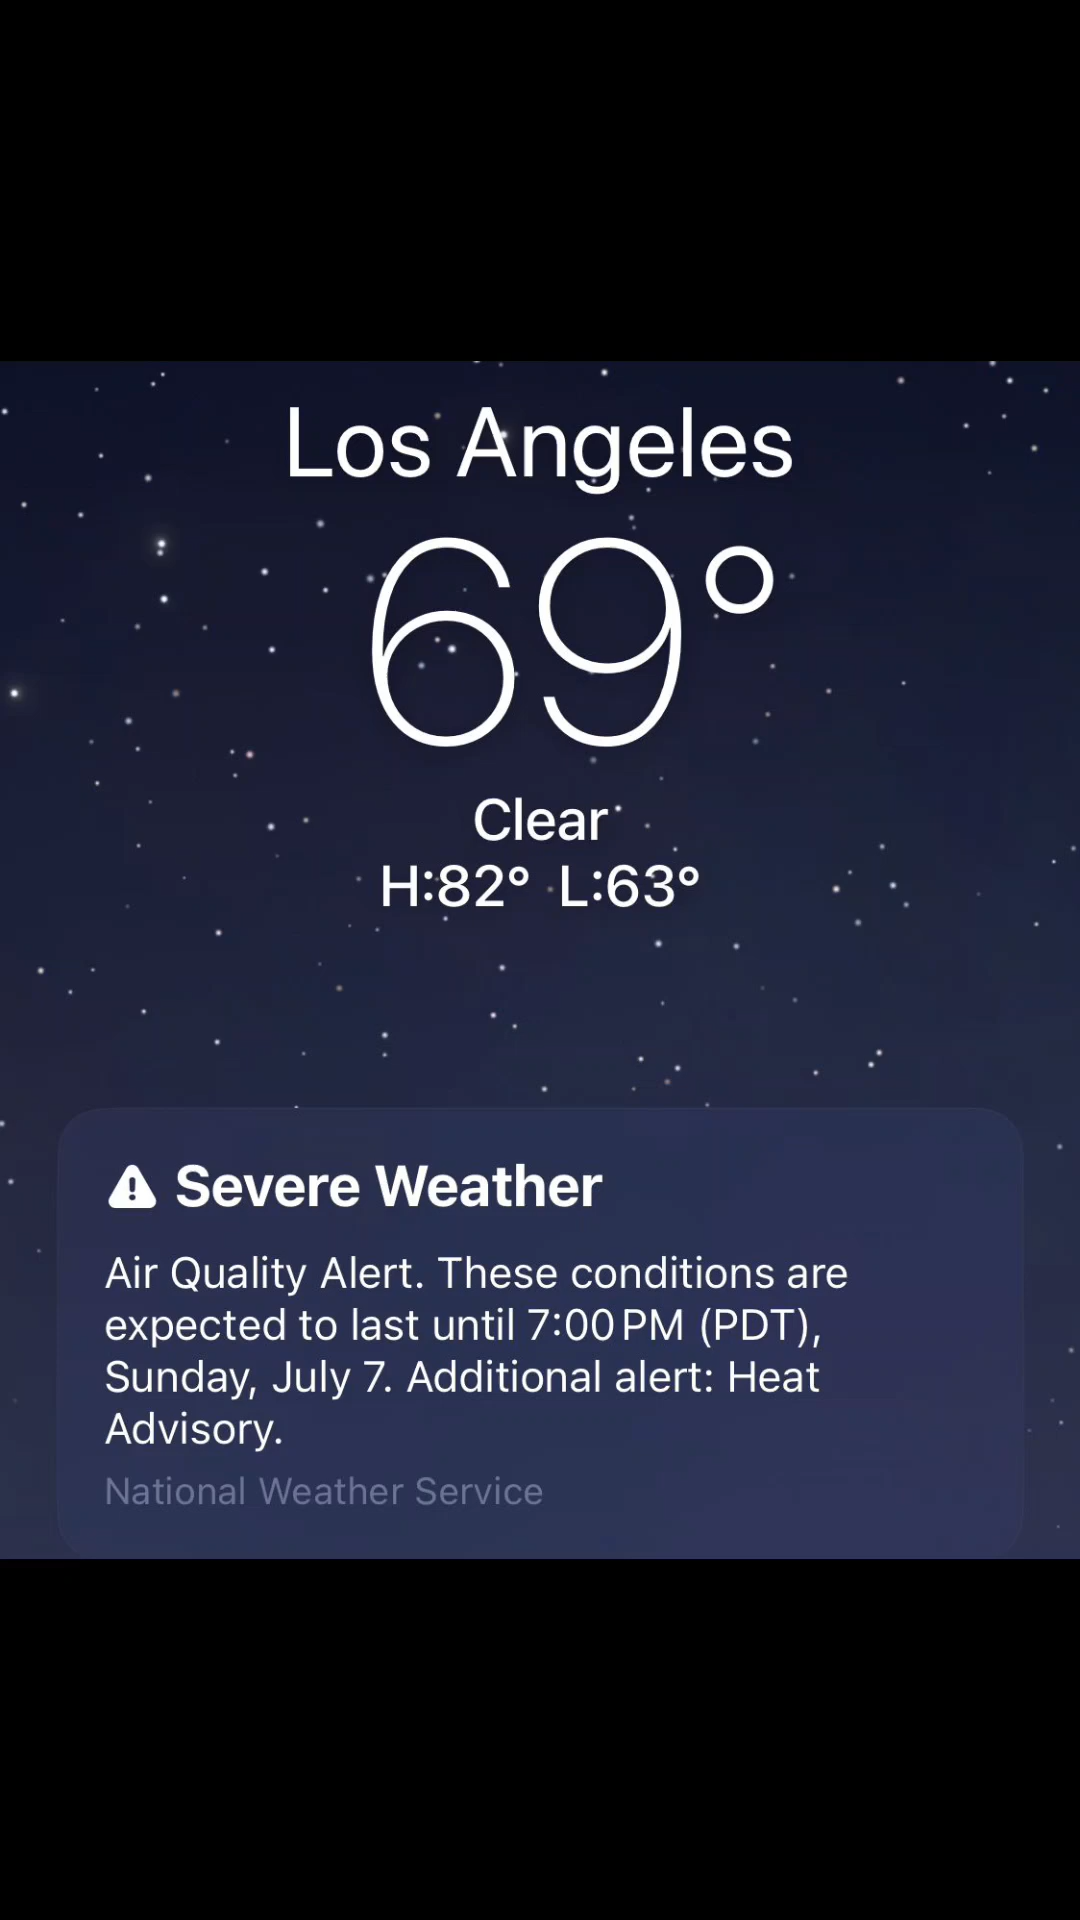 Los Angeles
69°
Clear
H:82° L:63°
Severe Weather
Air Quality Alert. These conditions are
expected to last until 7:00 PM (PDT),
Sunday, July 7. Additional alert: Heat
Advisory.
National Weather Service